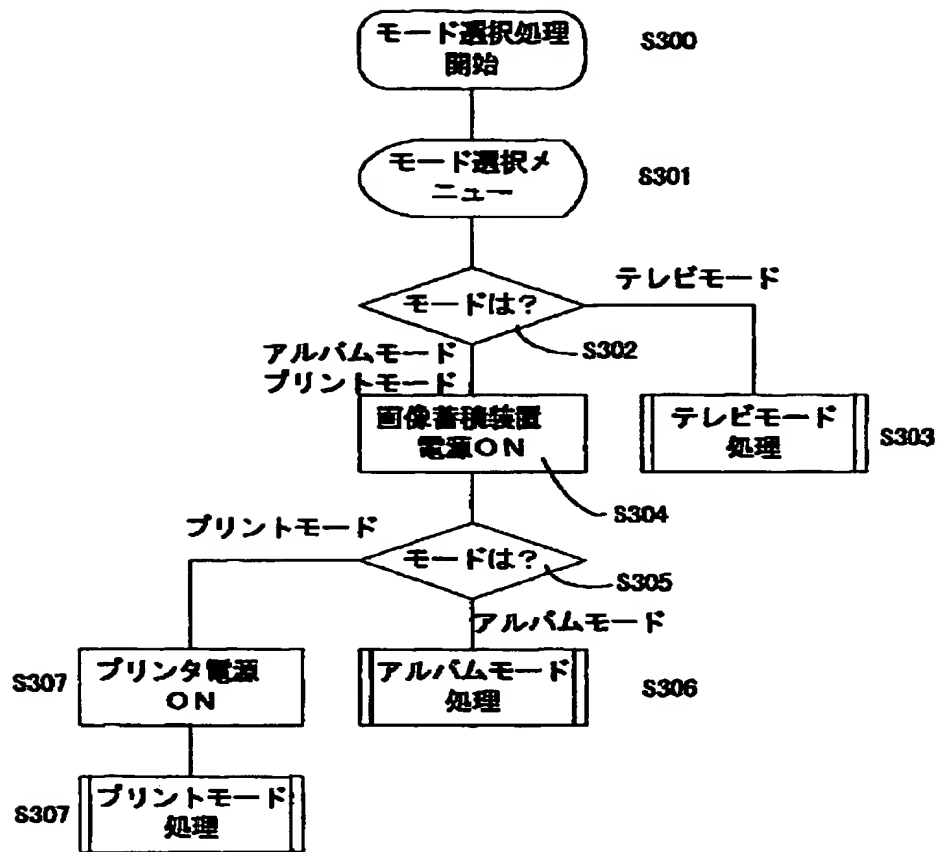 モード選択処理
開始
S300
モード選択メ
ニュー
S301
モードは？
テレビモード
S302
アルバムモード
プリントモード
画像蓄積装置
電源ON
S304
テレビモード
処理
S303
プリントモード
モードは？
S305
アルバムモード
S307
プリンタ電源
ON
アルバムモード
処理
S306
S307
プリントモード
処理